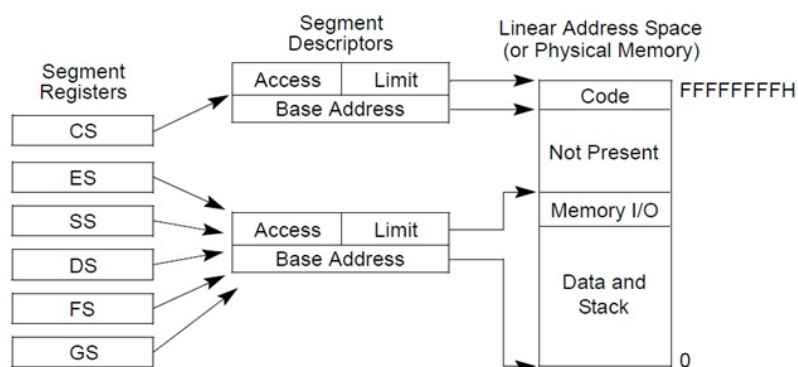 Segment
Registers
CS
ES
SS
DS
FS
GS
Segment
Descriptors
Access
Limit
Base Address
Access
Limit
Base Address
Linear Address Space
(or Physical Memory)
Code
FFFFFFFFH
Not Present
Memory I/O
Data and
Stack
0